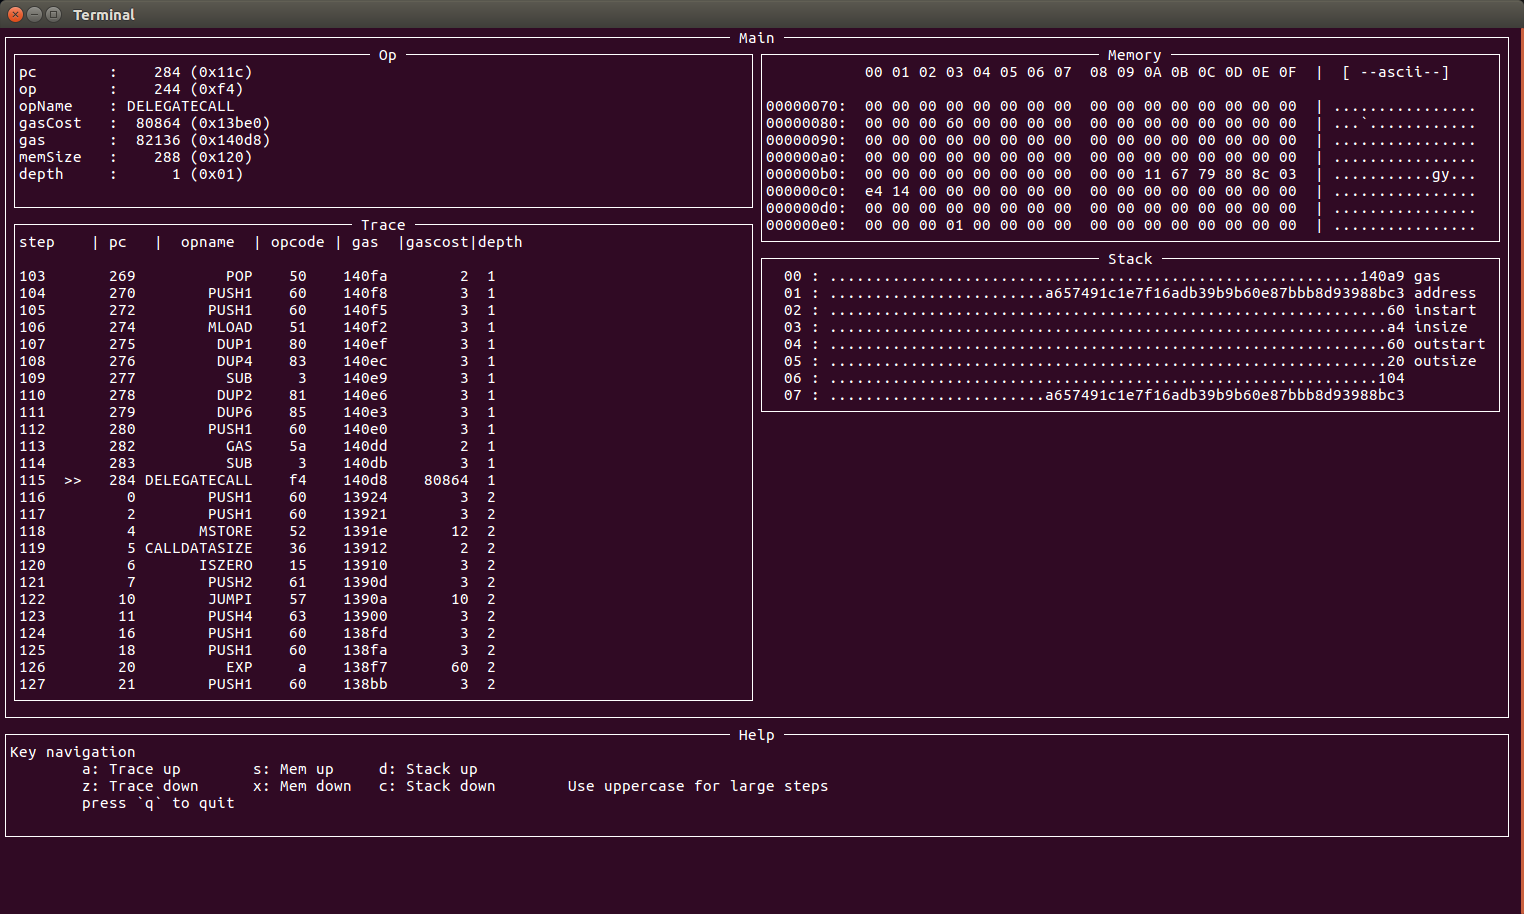 Terminal
Main
Op
pc        :    284 (0x11c)
op        :    244 (0xf4)
opName    : DELEGATECALL
gasCost   :  80864 (0x13be0)
gas       :  82136 (0x140d8)
memSize   :    288 (0x120)
depth     :      1 (0x01)
Trace
step    | pc   |  opname  | opcode | gas  |gascost|depth
103       269          POP    50    140fa        2  1
104       270        PUSH1    60    140f8        3  1
105       272        PUSH1    60    140f5        3  1
106       274        MLOAD    51    140f2        3  1
107       275         DUP1    80    140ef        3  1
108       276         DUP4    83    140ec        3  1
109       277          SUB     3    140e9        3  1
110       278         DUP2    81    140e6        3  1
111       279         DUP6    85    140e3        3  1
112       280        PUSH1    60    140e0        3  1
113       282          GAS    5a    140dd        2  1
114       283          SUB     3    140db        3  1
115  >>   284 DELEGATECALL    f4    140d8    80864  1
116         0        PUSH1    60    13924        3  2
117         2        PUSH1    60    13921        3  2
118         4       MSTORE    52    1391e       12  2
119         5 CALLDATASIZE    36    13912        2  2
120         6       ISZERO    15    13910        3  2
121         7        PUSH2    61    1390d        3  2
122        10        JUMPI    57    1390a       10  2
123        11        PUSH4    63    13900        3  2
124        16        PUSH1    60    138fd        3  2
125        18        PUSH1    60    138fa        3  2
126        20          EXP     a    138f7       60  2
127        21        PUSH1    60    138bb        3  2
Memory
00 01 02 03 04 05 06 07  08 09 0A 0B 0C 0D 0E 0F  |  [ --ascii--]
00000070:  00 00 00 00 00 00 00 00  00 00 00 00 00 00 00 00  | ................
00000080:  00 00 00 60 00 00 00 00  00 00 00 00 00 00 00 00  | ...`............
00000090:  00 00 00 00 00 00 00 00  00 00 00 00 00 00 00 00  | ................
000000a0:  00 00 00 00 00 00 00 00  00 00 00 00 00 00 00 00  | ................
000000b0:  00 00 00 00 00 00 00 00  00 00 11 67 79 80 8c 03  | ...........gy...
000000c0:  e4 14 00 00 00 00 00 00  00 00 00 00 00 00 00 00  | ................
000000d0:  00 00 00 00 00 00 00 00  00 00 00 00 00 00 00 00  | ................
000000e0:  00 00 00 01 00 00 00 00  00 00 00 00 00 00 00 00  | ................
Stack
00 : ...........................................................140a9 gas
01 : ........................a657491c1e7f16adb39b9b60e87bbb8d93988bc3 address
02 : ..............................................................60 instart
03 : ..............................................................a4 insize
04 : ..............................................................60 outstart
05 : ..............................................................20 outsize
06 : .............................................................104
07 : ........................a657491c1e7f16adb39b9b60e87bbb8d93988bc3
Help
Key navigation
a: Trace up        s: Mem up     d: Stack up
z: Trace down      x: Mem down   c: Stack down        Use uppercase for large steps
press `q` to quit